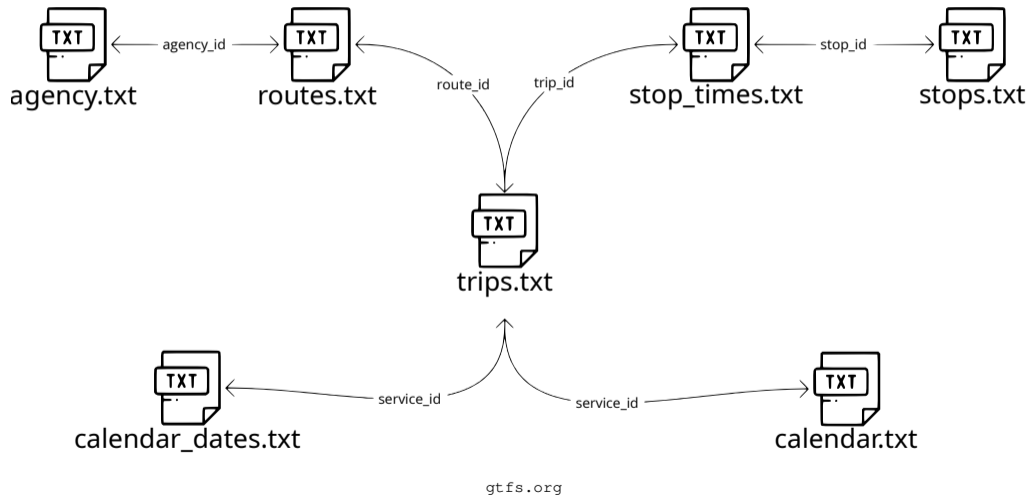 TXT
TXT
TXT
TXT
agency_id
stop_id
route_id
trip_id
agency.txt
routes.txt
stop_times.txt
stops.txt
TXT
trips.txt
TXT
TXT
service_id
service_id
calendar_dates.txt
calendar.txt
gtfs.org